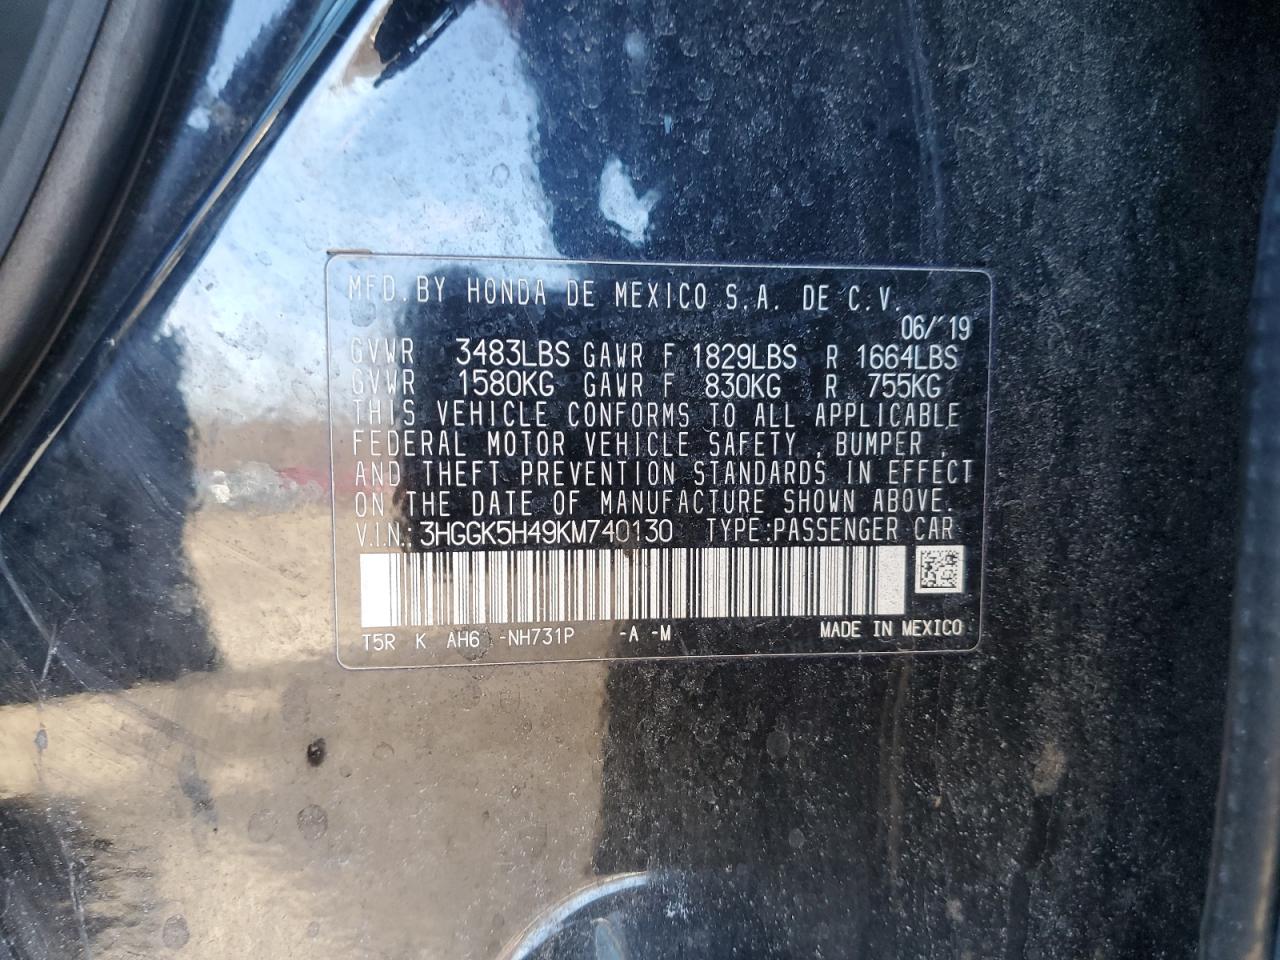 MFD. BY HONDA DE MEXICO S.A. DE C.V.
06/'19
GVWR 3483LBS GAWR F 1829LBS R 1664LBS
GVWR 1580KG GAWR F 830KG R 755KG
THIS VEHICLE CONFORMS TO ALL APPLICABLE
FEDERAL MOTOR VEHICLE SAFETY, BUMPER,
AND THEFT PREVENTION STANDARDS IN EFFECT
ON THE DATE OF MANUFACTURE SHOWN ABOVE.
V.I.N.: 3HGGK5H49KM740130 TYPE:PASSENGER CAR
T5R K AH6 -NH731P -A -M MADE IN MEXICO